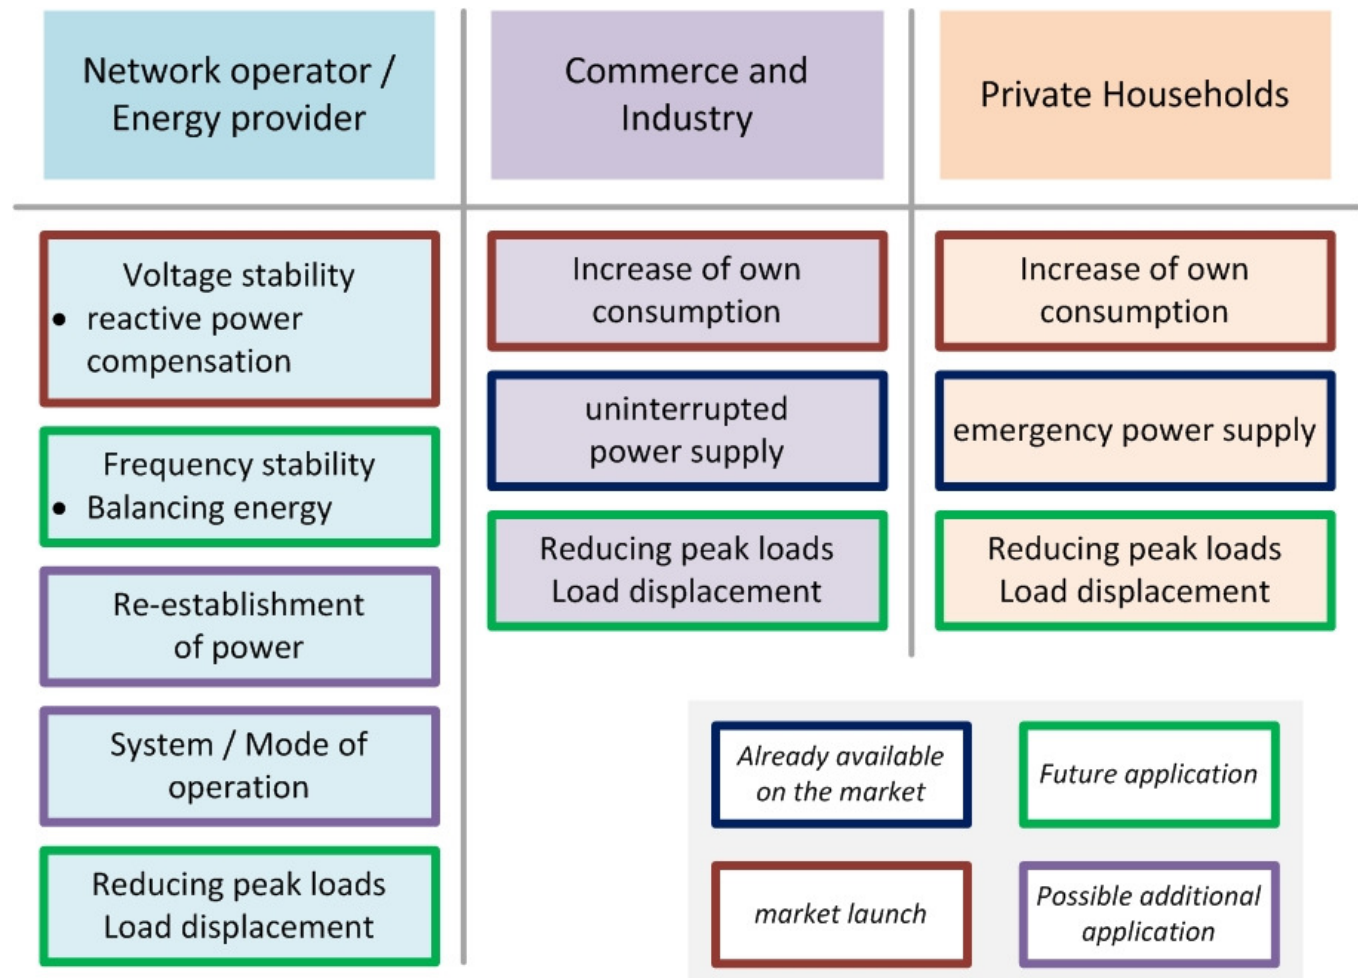 Network operator /
Energy provider
Commerce and
Industry
Private Households
Voltage stability
• reactive power
compensation
Frequency stability
• Balancing energy
Re-establishment
of power
System / Mode of
operation
Reducing peak loads
Load displacement
Increase of own
consumption
uninterrupted
power supply
Reducing peak loads
Load displacement
Increase of own
consumption
emergency power supply
Reducing peak loads
Load displacement
Already available
on the market
Future application
market launch
Possible additional
application